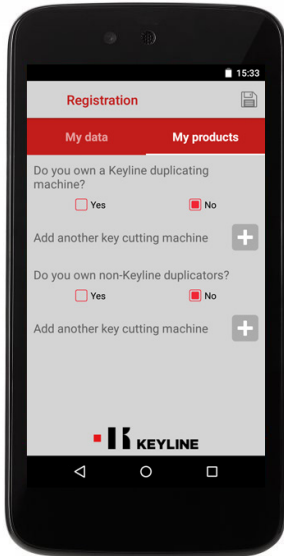 15:33
Registration
My data
My products
Do you own a Keyline duplicating
machine?
Yes
No
Add another key cutting machine
Do you own non-Keyline duplicators?
Yes
No
Add another key cutting machine
KEYLINE